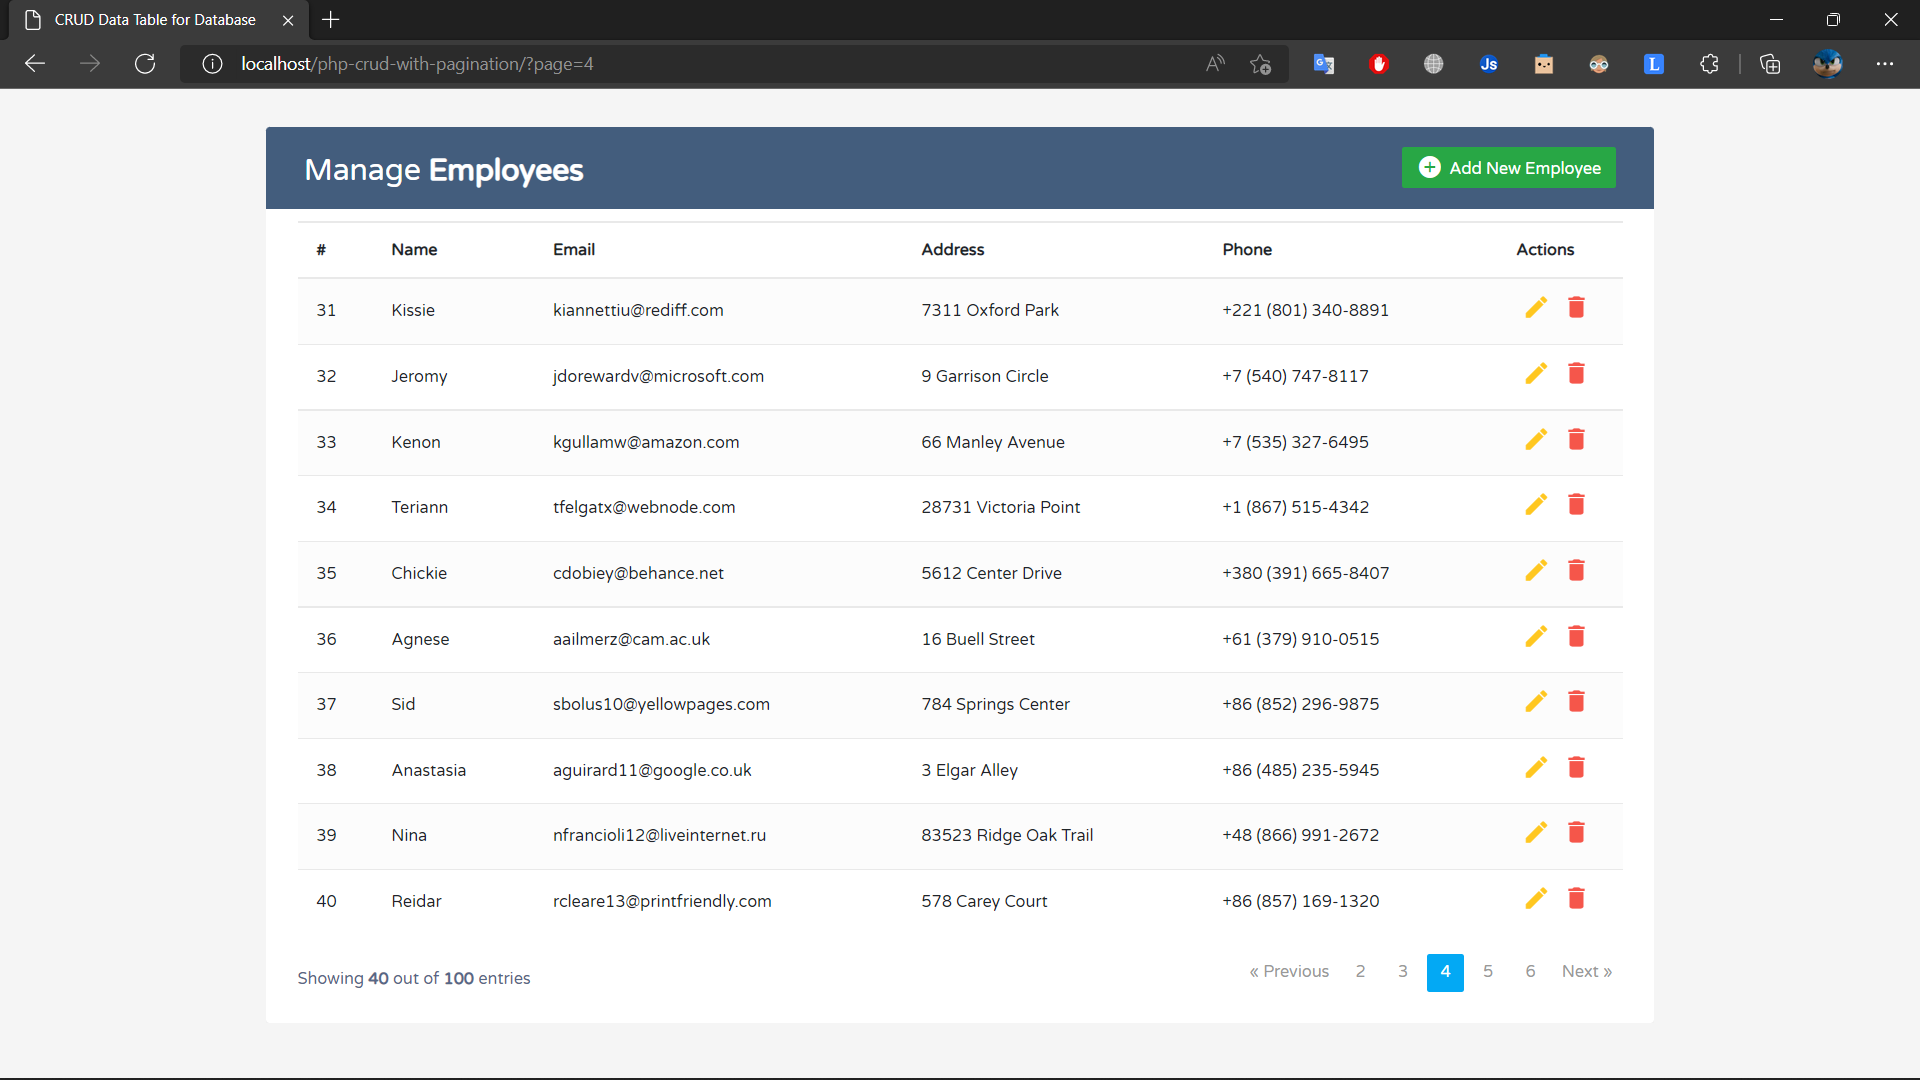 CRUD Data Table for Database
localhost/php-crud-with-pagination/?page=4
Manage Employees
Add New Employee
# Name Email Address Phone Actions
31 Kissie kiannettiu@rediff.com 7311 Oxford Park +221 (801) 340-8891
32 Jeromy jdorewardv@microsoft.com 9 Garrison Circle +7 (540) 747-8117
33 Kenon kgullamw@amazon.com 66 Manley Avenue +7 (535) 327-6495
34 Teriann tfelgatx@webnode.com 28731 Victoria Point +1 (867) 515-4342
35 Chickie cdobiey@behance.net 5612 Center Drive +380 (391) 665-8407
36 Agnese aailmerz@cam.ac.uk 16 Buell Street +61 (379) 910-0515
37 Sid sbolus10@yellowpages.com 784 Springs Center +86 (852) 296-9875
38 Anastasia aguirard11@google.co.uk 3 Elgar Alley +86 (485) 235-5945
39 Nina nfrancioli12@liveinternet.ru 83523 Ridge Oak Trail +48 (866) 991-2672
40 Reidar rcleare13@printfriendly.com 578 Carey Court +86 (857) 169-1320
Showing 40 out of 100 entries
« Previous 2 3 4 5 6 Next »